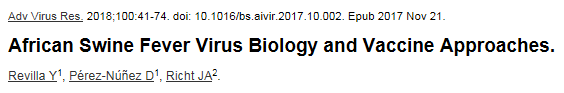 Adv Virus Res. 2018;100:41-74. doi: 10.1016/bs.aivir.2017.10.002. Epub 2017 Nov 21.
African Swine Fever Virus Biology and Vaccine Approaches.
Revilla Y1, Pérez-Núñez D1, Richt JA2.